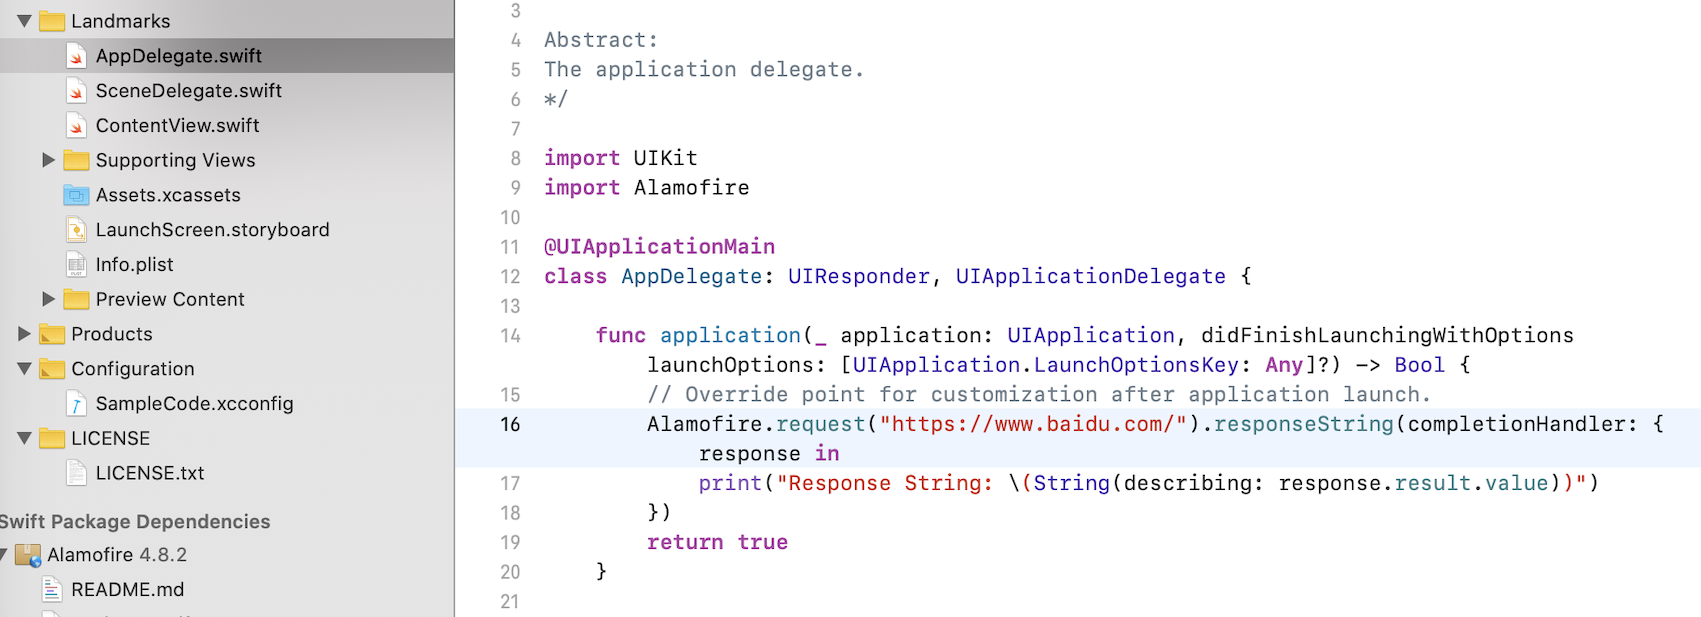 Landmarks
AppDelegate.swift
SceneDelegate.swift
ContentView.swift
Supporting Views
Assets.xcassets
LaunchScreen.storyboard
Info.plist
Preview Content
Products
Configuration
SampleCode.xcconfig
LICENSE
LICENSE.txt
Swift Package Dependencies
Alamofire 4.8.2
README.md
3
4 Abstract:
5 The application delegate.
6 */
7
8 import UIKit
9 import Alamofire
10
11 @UIApplicationMain
12 class AppDelegate: UIResponder, UIApplicationDelegate {
13
14 func application(_ application: UIApplication, didFinishLaunchingWithOptions
launchOptions: [UIApplication.LaunchOptionsKey: Any]?) -> Bool {
15 // Override point for customization after application launch.
16 Alamofire.request("https://www.baidu.com/").responseString(completionHandler: {
response in
17 print("Response String: \(String(describing: response.result.value))")
18 })
19 return true
20 }
21